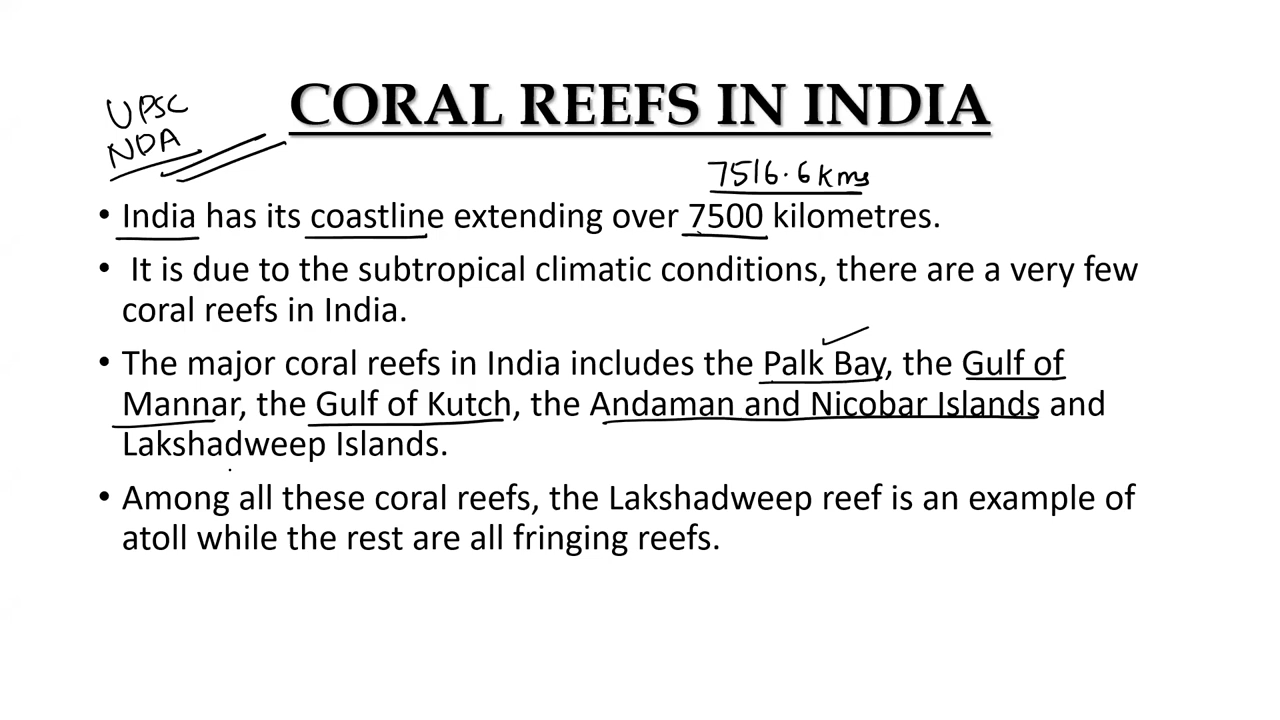 UPSC
NDA
CORAL REEFS IN INDIA
7516.6 kms
• India has its coastline extending over 7500 kilometres.
• It is due to the subtropical climatic conditions, there are a very few
coral reefs in India.
• The major coral reefs in India includes the Palk Bay, the Gulf of
Mannar, the Gulf of Kutch, the Andaman and Nicobar Islands and
Lakshadweep Islands.
• Among all these coral reefs, the Lakshadweep reef is an example of
atoll while the rest are all fringing reefs.